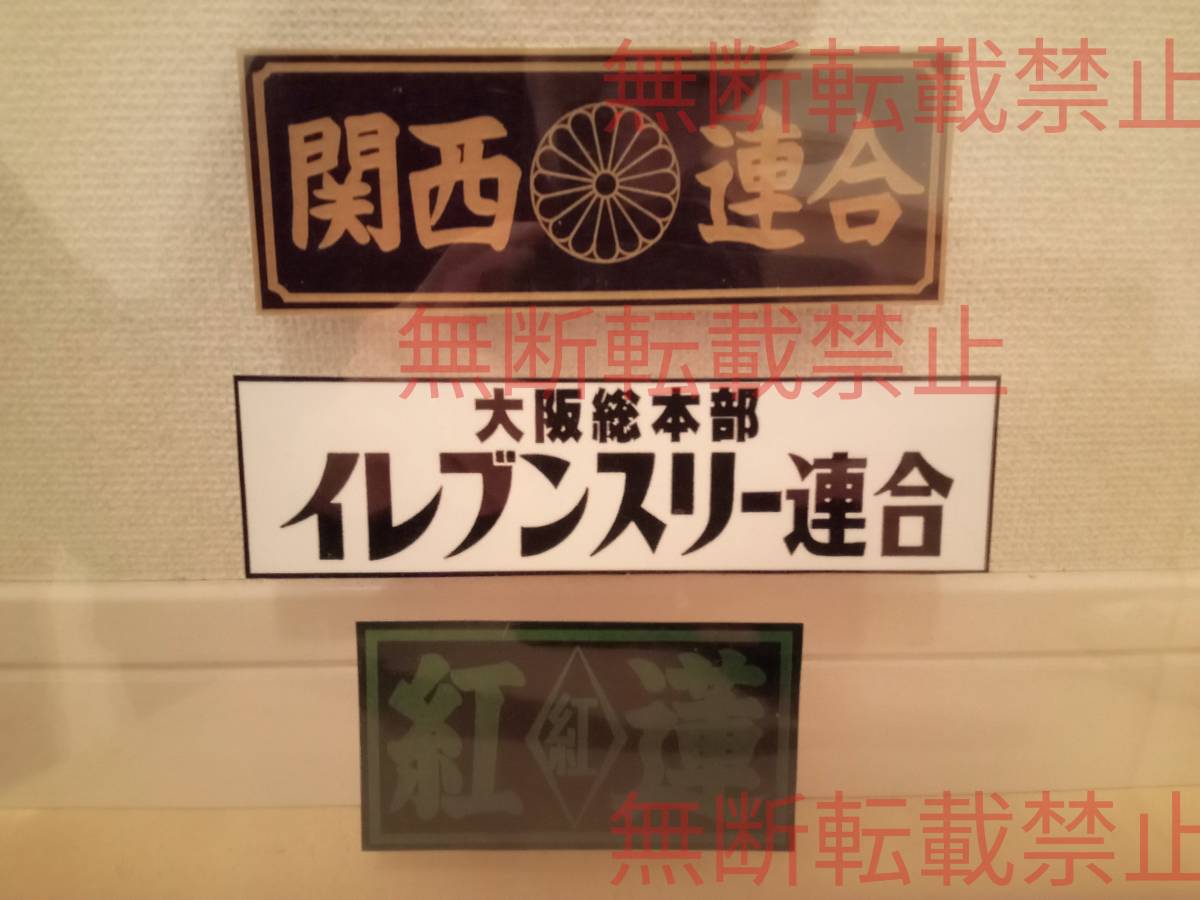 無断転載禁止
関西 連合
無断転載禁止
大阪総本部
イレブンスリー連合
紅 紅 蓮
無断転載禁止